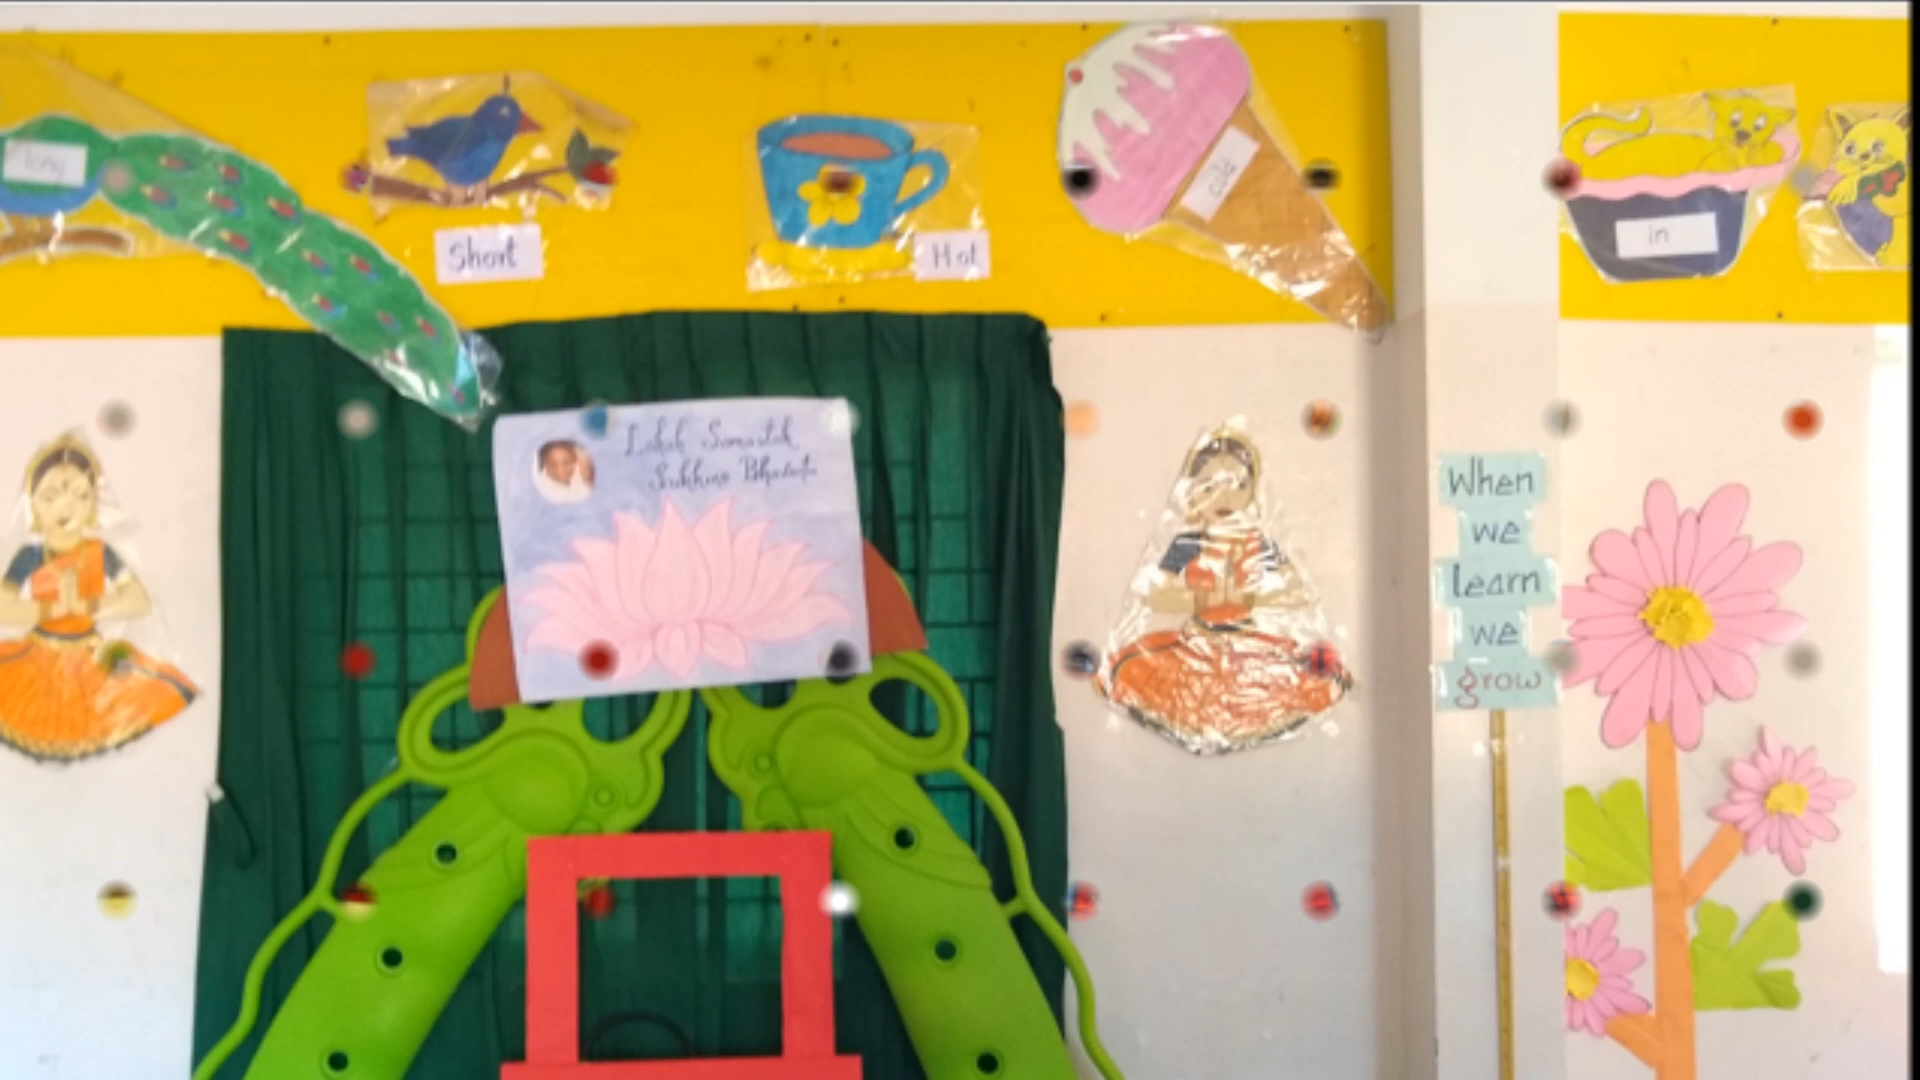 long
Short
Hot
cold
in
Lokah Samastah
Sukhino Bhavantu
When
we
learn
we
grow